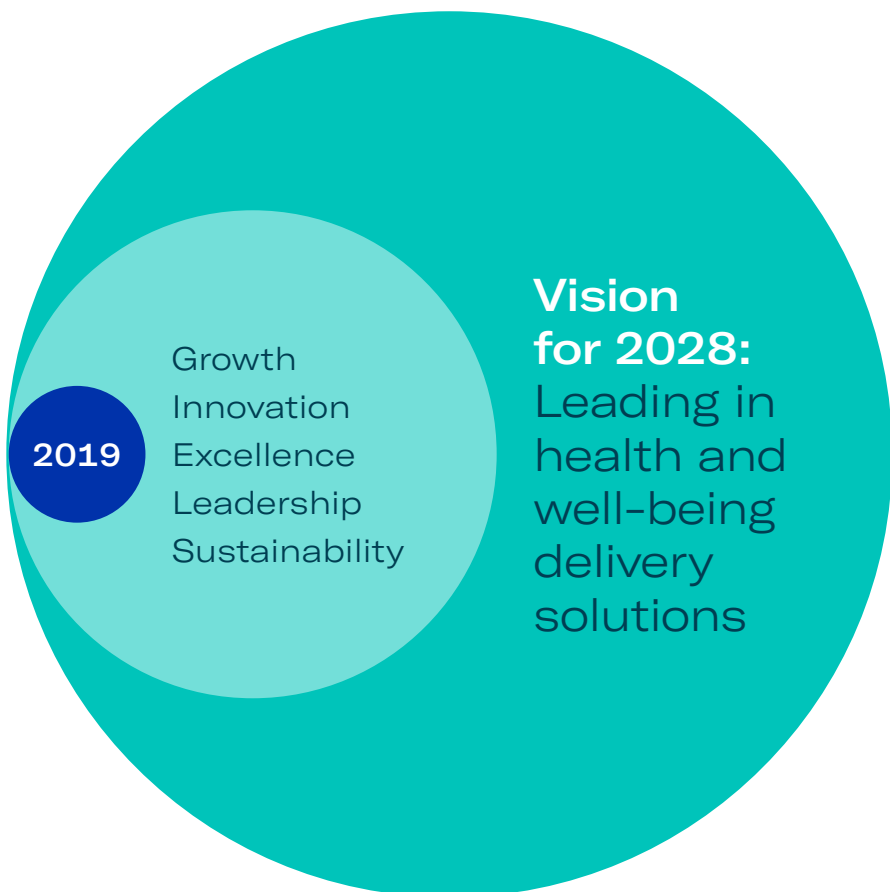 2019
Growth
Innovation
Excellence
Leadership
Sustainability
Vision
for 2028:
Leading in
health and
well-being
delivery
solutions